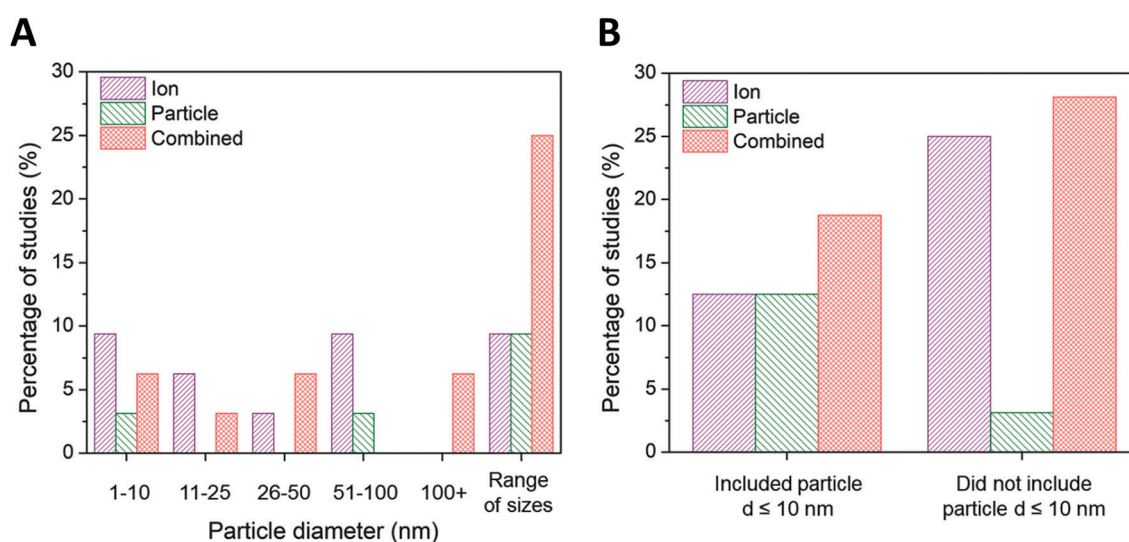 A
Percentage of studies (%)
30
25
20
15
10
5
0
Ion
Particle
Combined
1-10
11-25
26-50
51-100
100+
Range
of sizes
Particle diameter (nm)
B
Percentage of studies (%)
30
25
20
15
10
5
0
Ion
Particle
Combined
Included particle
d ≤ 10 nm
Did not include
particle d ≤ 10 nm